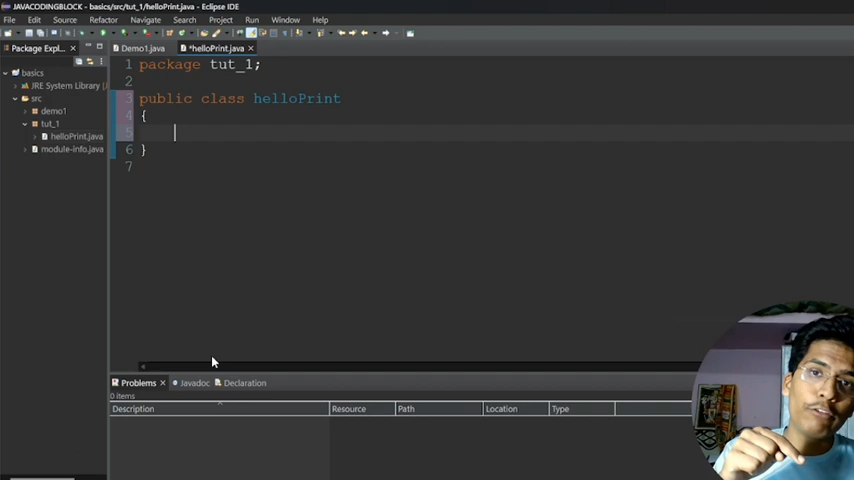 JAVACODINGBLOCK - basics/src/tut_1/helloPrint.java - Eclipse IDE
File Edit Source Refactor Navigate Search Project Run Window Help
Package Expl...
Demo1.java
*helloPrint.java
basics
JRE System Library [
src
demo1
tut_1
helloPrint.java
module-info.java
1 package tut_1;
2
3 public class helloPrint
4 {
5
6 }
7
Problems Javadoc Declaration
0 items
Description Resource Path Location Type